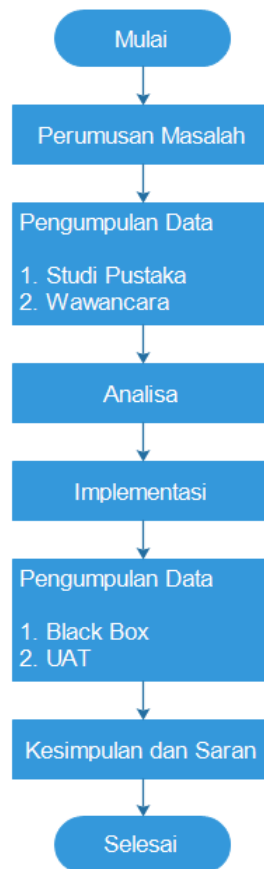 Mulai
Perumusan Masalah
Pengumpulan Data
1. Studi Pustaka
2. Wawancara
Analisa
Implementasi
Pengumpulan Data
1. Black Box
2. UAT
Kesimpulan dan Saran
Selesai